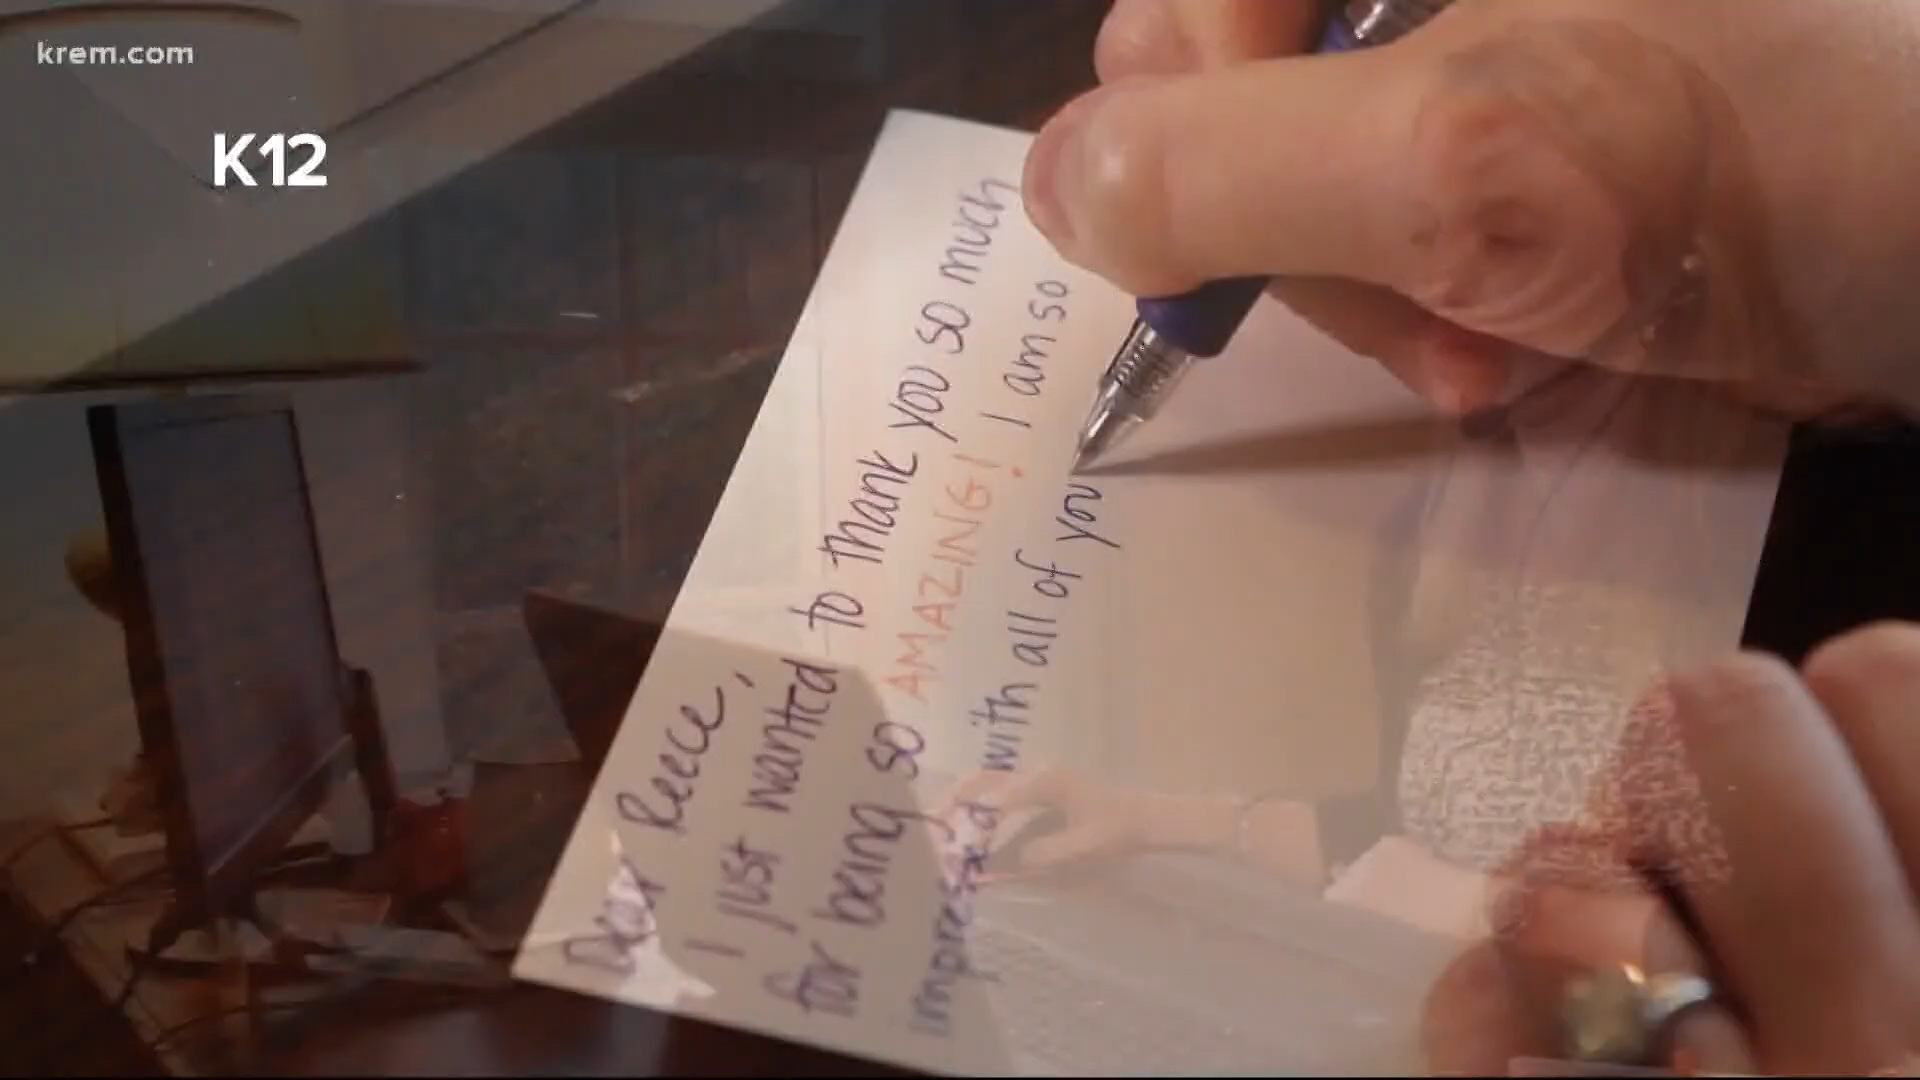 krem.com
K12
Dear Reece,
I just wanted to thank you so much
for being so AMAZING! I am so
impressed with all of you